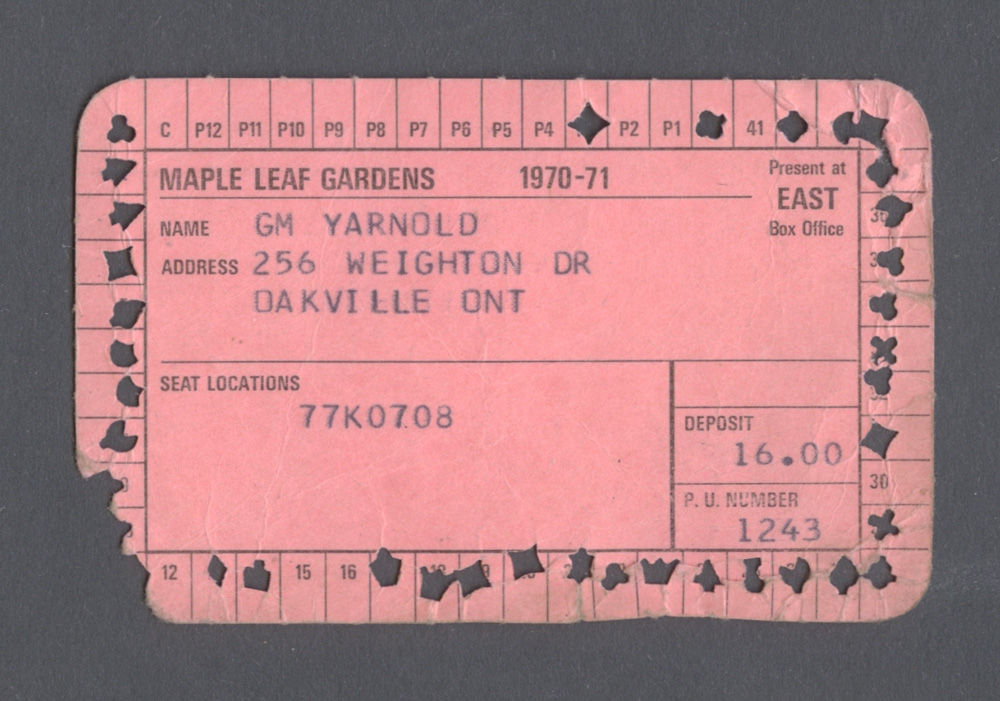 C P12 P11 P10 P9 P8 P7 P6 P5 P4 P2 P1 41
MAPLE LEAF GARDENS 1970-71
Present at
EAST
Box Office
NAME GM YARNOLD
ADDRESS 256 WEIGHTON DR
OAKVILLE ONT
SEAT LOCATIONS
77K0708
DEPOSIT
16.00
30
P. U. NUMBER
1243
12 15 16